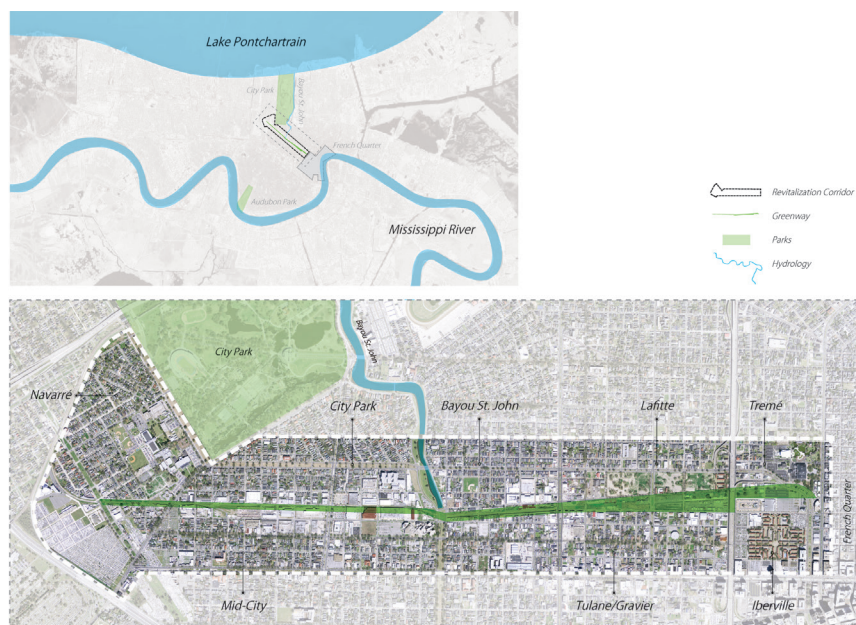 Lake Pontchartrain
City Park
Bayou St. John
French Quarter
Audubon Park
Mississippi River
Revitalization Corridor
Greenway
Parks
Hydrology
Bayou St. John
City Park
Navarre
City Park
Bayou St. John
Lafitte
Tremé
French Quarter
Mid-City
Tulane/Gravier
Iberville